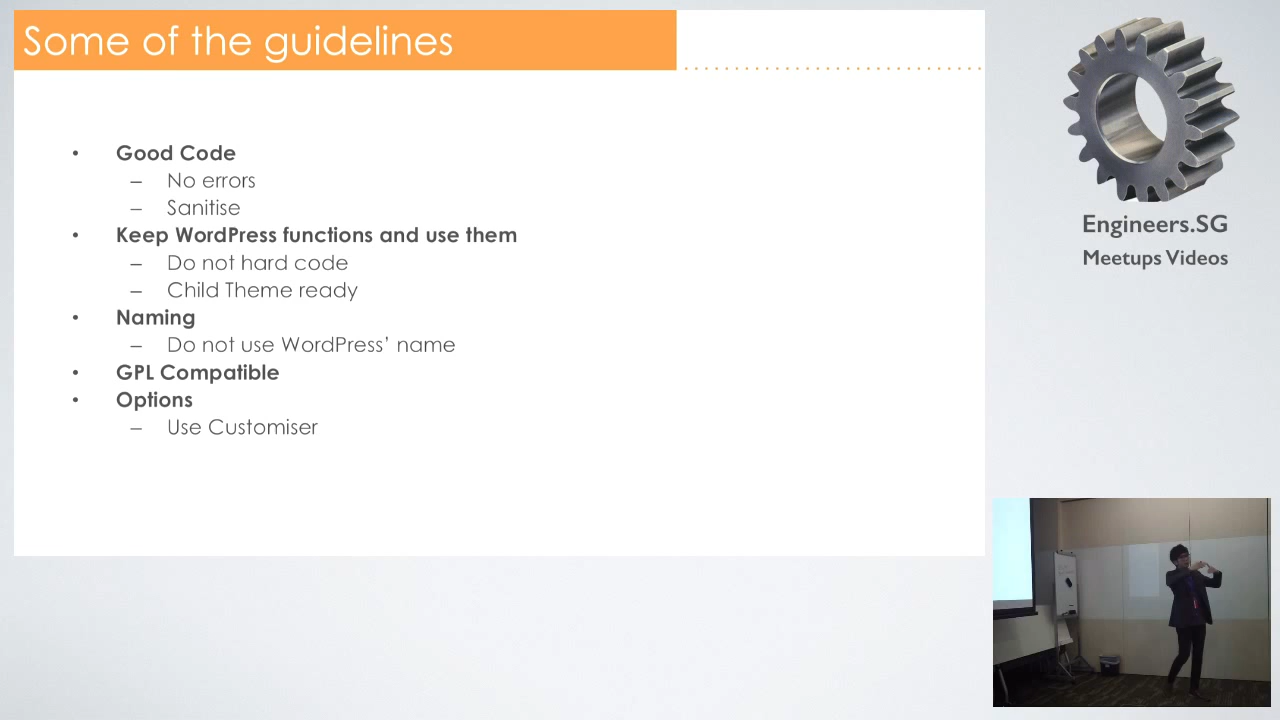 Some of the guidelines
• Good Code
– No errors
– Sanitise
• Keep WordPress functions and use them
– Do not hard code
– Child Theme ready
• Naming
– Do not use WordPress’ name
• GPL Compatible
• Options
– Use Customiser
Engineers.SG
Meetups Videos